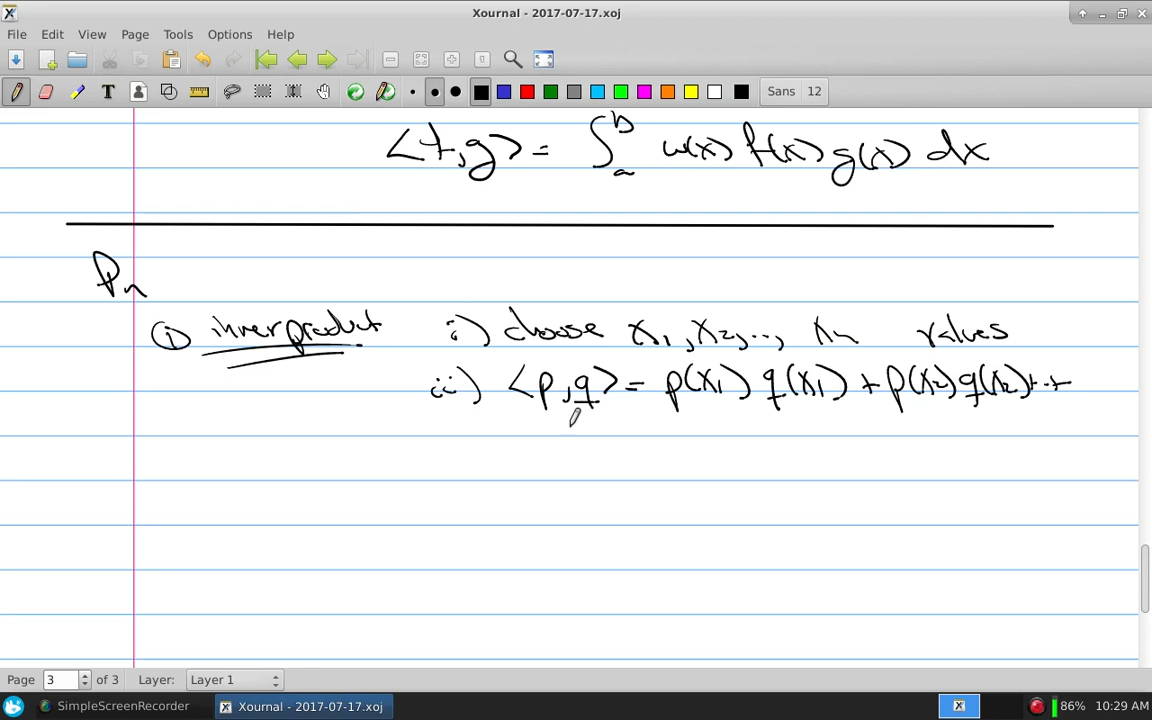 Xournal - 2017-07-17.xoj
File Edit View Page Tools Options Help
Sans 12
<f,g> = ∫_a^b w(x) f(x) g(x) dx
Pn
① inner product i) choose x₁, x₂, ..., xn values
ii) <p,q> = p(x₁) q(x₁) + p(x₂) q(x₂) + ... +
Page 3 of 3 Layer: Layer 1
SimpleScreenRecorder Xournal - 2017-07-17.xoj 86% 10:29 AM